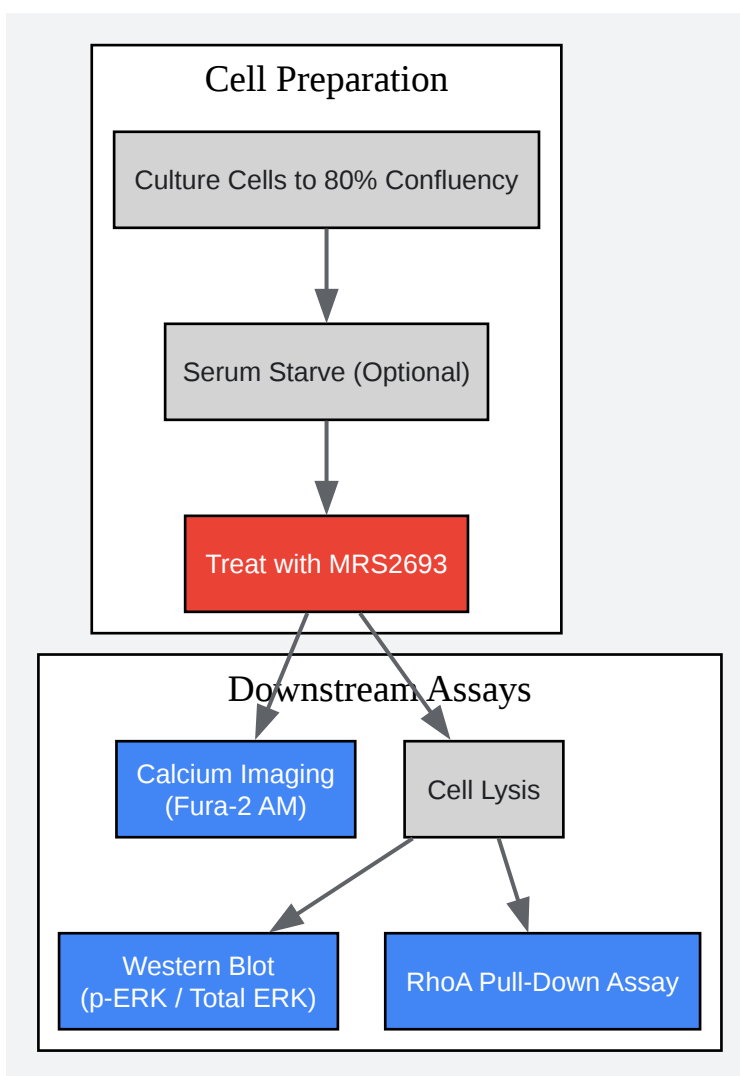 Cell Preparation
Culture Cells to 80% Confluency
Serum Starve (Optional)
Treat with MRS2693
Downstream Assays
Calcium Imaging
(Fura-2 AM)
Cell Lysis
Western Blot
(p-ERK / Total ERK)
RhoA Pull-Down Assay